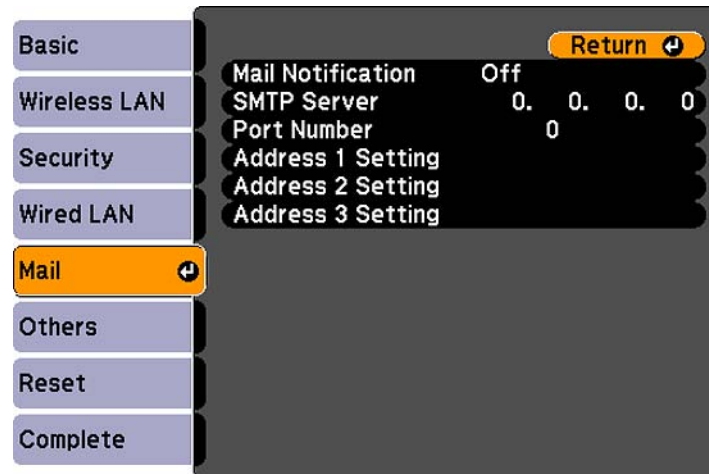 Basic
Wireless LAN
Security
Wired LAN
Mail
Others
Reset
Complete
Return
Mail Notification Off
SMTP Server 0. 0. 0. 0
Port Number 0
Address 1 Setting
Address 2 Setting
Address 3 Setting